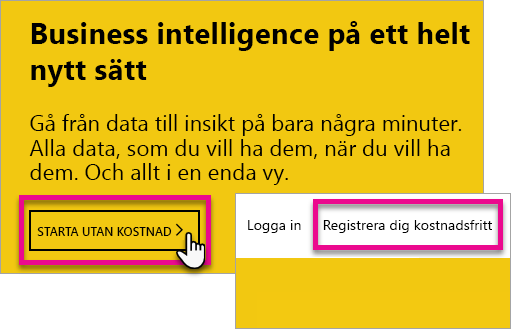 Business intelligence på ett helt
nytt sätt
Gå från data till insikt på bara några minuter.
Alla data, som du vill ha dem, när du vill ha
dem. Och allt i en enda vy.
STARTA UTAN KOSTNAD
Logga in
Registrera dig kostnadsfritt